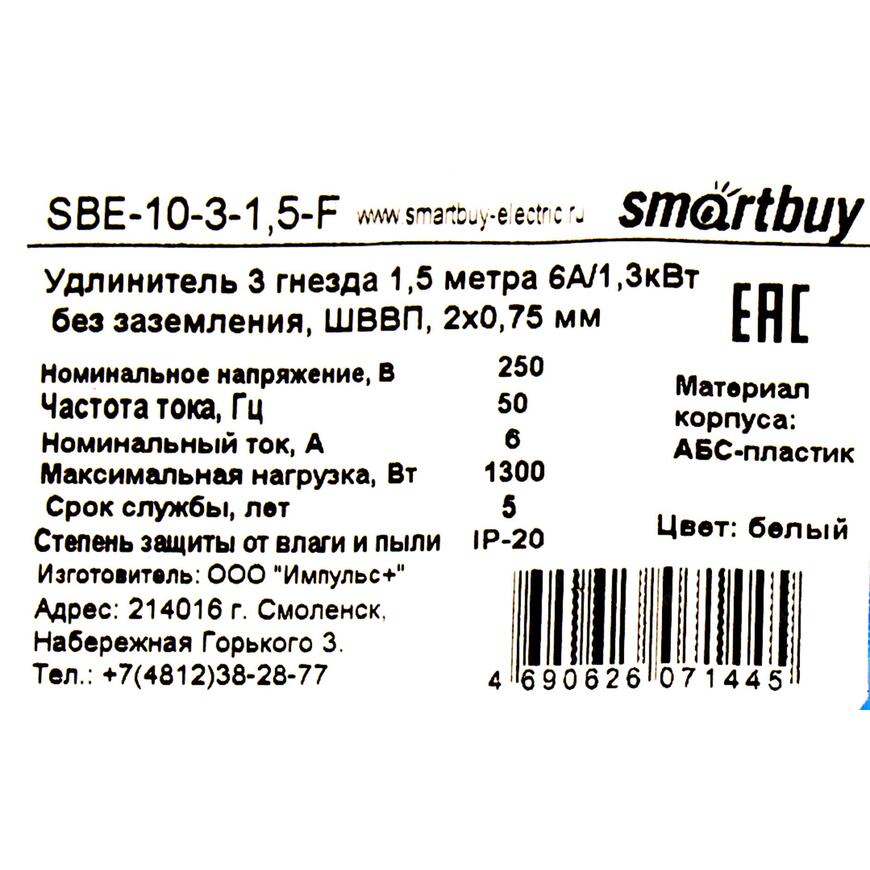 SBE-10-3-1,5-F www.smartbuy-electric.ru smartbuy
Удлинитель 3 гнезда 1,5 метра 6А/1,3кВт
без заземления, ШВВП, 2х0,75 мм
EAC
Номинальное напряжение, В 250
Частота тока, Гц 50
Номинальный ток, А 6
Максимальная нагрузка, Вт 1300
Срок службы, лет 5
Степень защиты от влаги и пыли IP-20
Материал
корпуса:
АБС-пластик
Цвет: белый
Изготовитель: ООО "Импульс+"
Адрес: 214016 г. Смоленск,
Набережная Горького 3.
Тел.: +7(4812)38-28-77
4 690626 071445